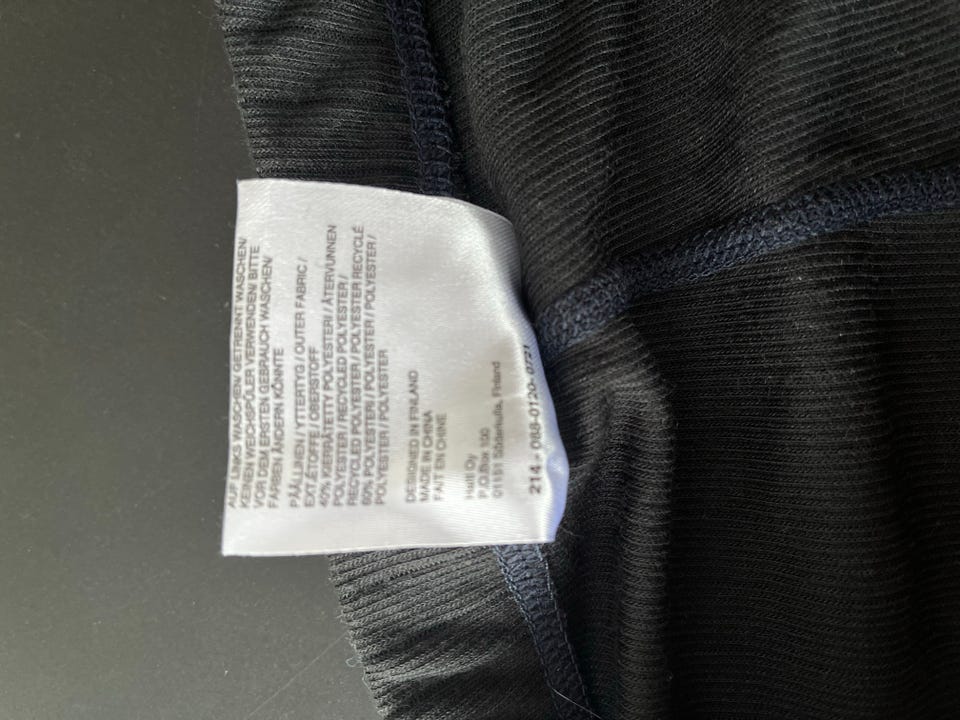 AUF LINKS WASCHEN/ GETRENNT WASCHEN/
KEINEN WEICHSPÜLER VERWENDEN/ BITTE
VOR DEM ERSTEN GEBRAUCH WASCHEN/
FARBEN ÄNDERN KÖNNTE
PÄÄLLINEN / YTTERTYG / OUTER FABRIC /
EXT./ETOFFE / OBERSTOFF
40% KIERRÄTETTY POLYESTERI / ÅTERVUNNEN
POLYESTER / RECYCLED POLYESTER /
RECYCLED POLYESTER / POLYESTER RECYCLÉ
60% POLYESTERI / POLYESTER / POLYESTER /
POLYESTER / POLYESTER
DESIGNED IN FINLAND
MADE IN CHINA
FAIT EN CHINE
Halti Oy
P.O.Box 100
01151 Söderkulla, Finland
214 - 088-0120- 0721